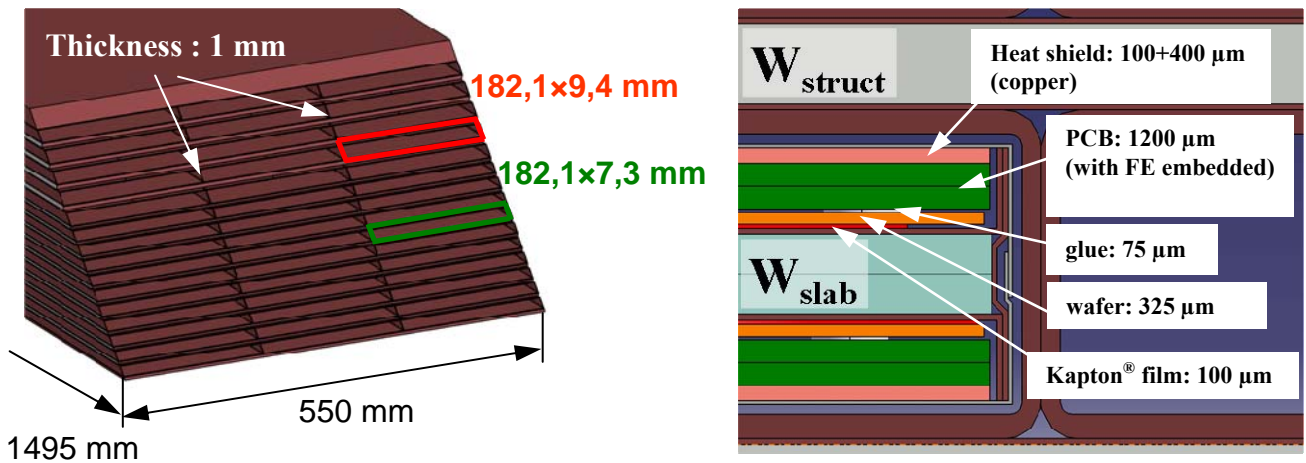 Thickness : 1 mm
182,1×9,4 mm
182,1×7,3 mm
550 mm
1495 mm
W struct
Heat shield: 100+400 µm
(copper)
PCB: 1200 µm
(with FE embedded)
glue: 75 µm
W slab
wafer: 325 µm
Kapton® film: 100 µm